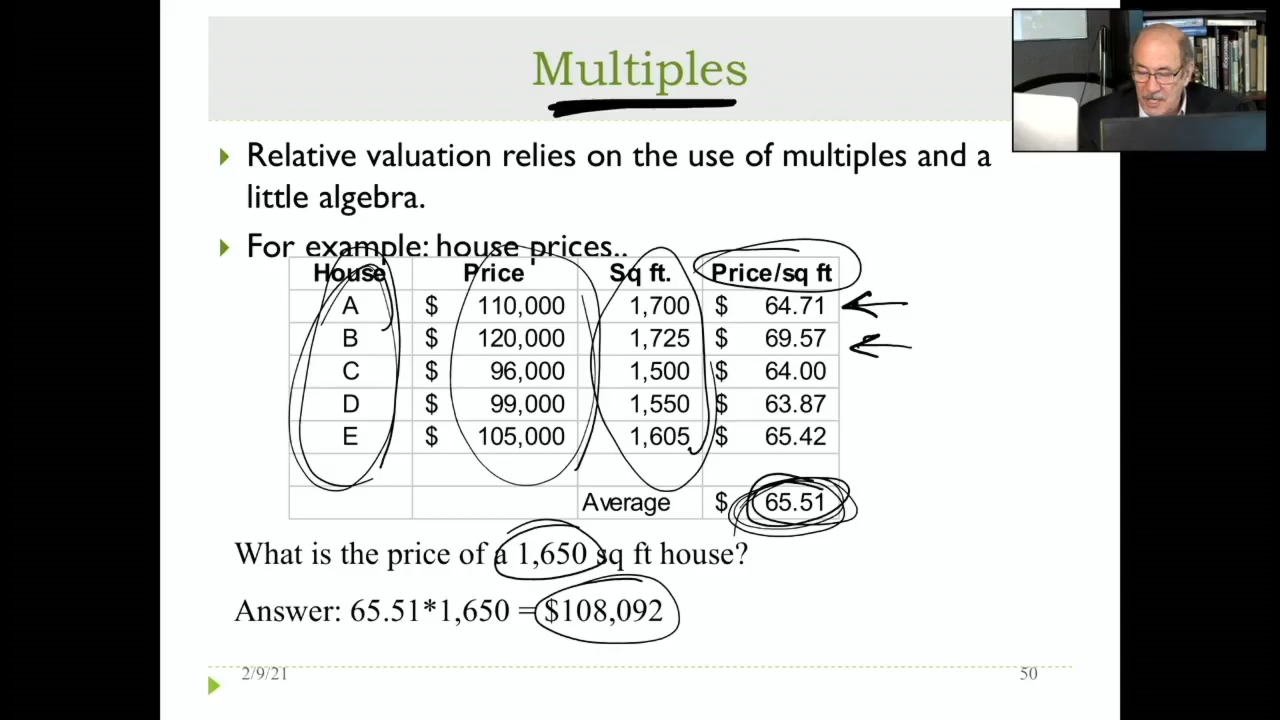 Multiples
Relative valuation relies on the use of multiples and a
little algebra.
For example: house prices..
House Price Sq ft. Price/sq ft
A $ 110,000 1,700 $ 64.71
B $ 120,000 1,725 $ 69.57
C $ 96,000 1,500 $ 64.00
D $ 99,000 1,550 $ 63.87
E $ 105,000 1,605 $ 65.42
Average $ 65.51
What is the price of a 1,650 sq ft house?
Answer: 65.51*1,650 = $108,092
2/9/21 50